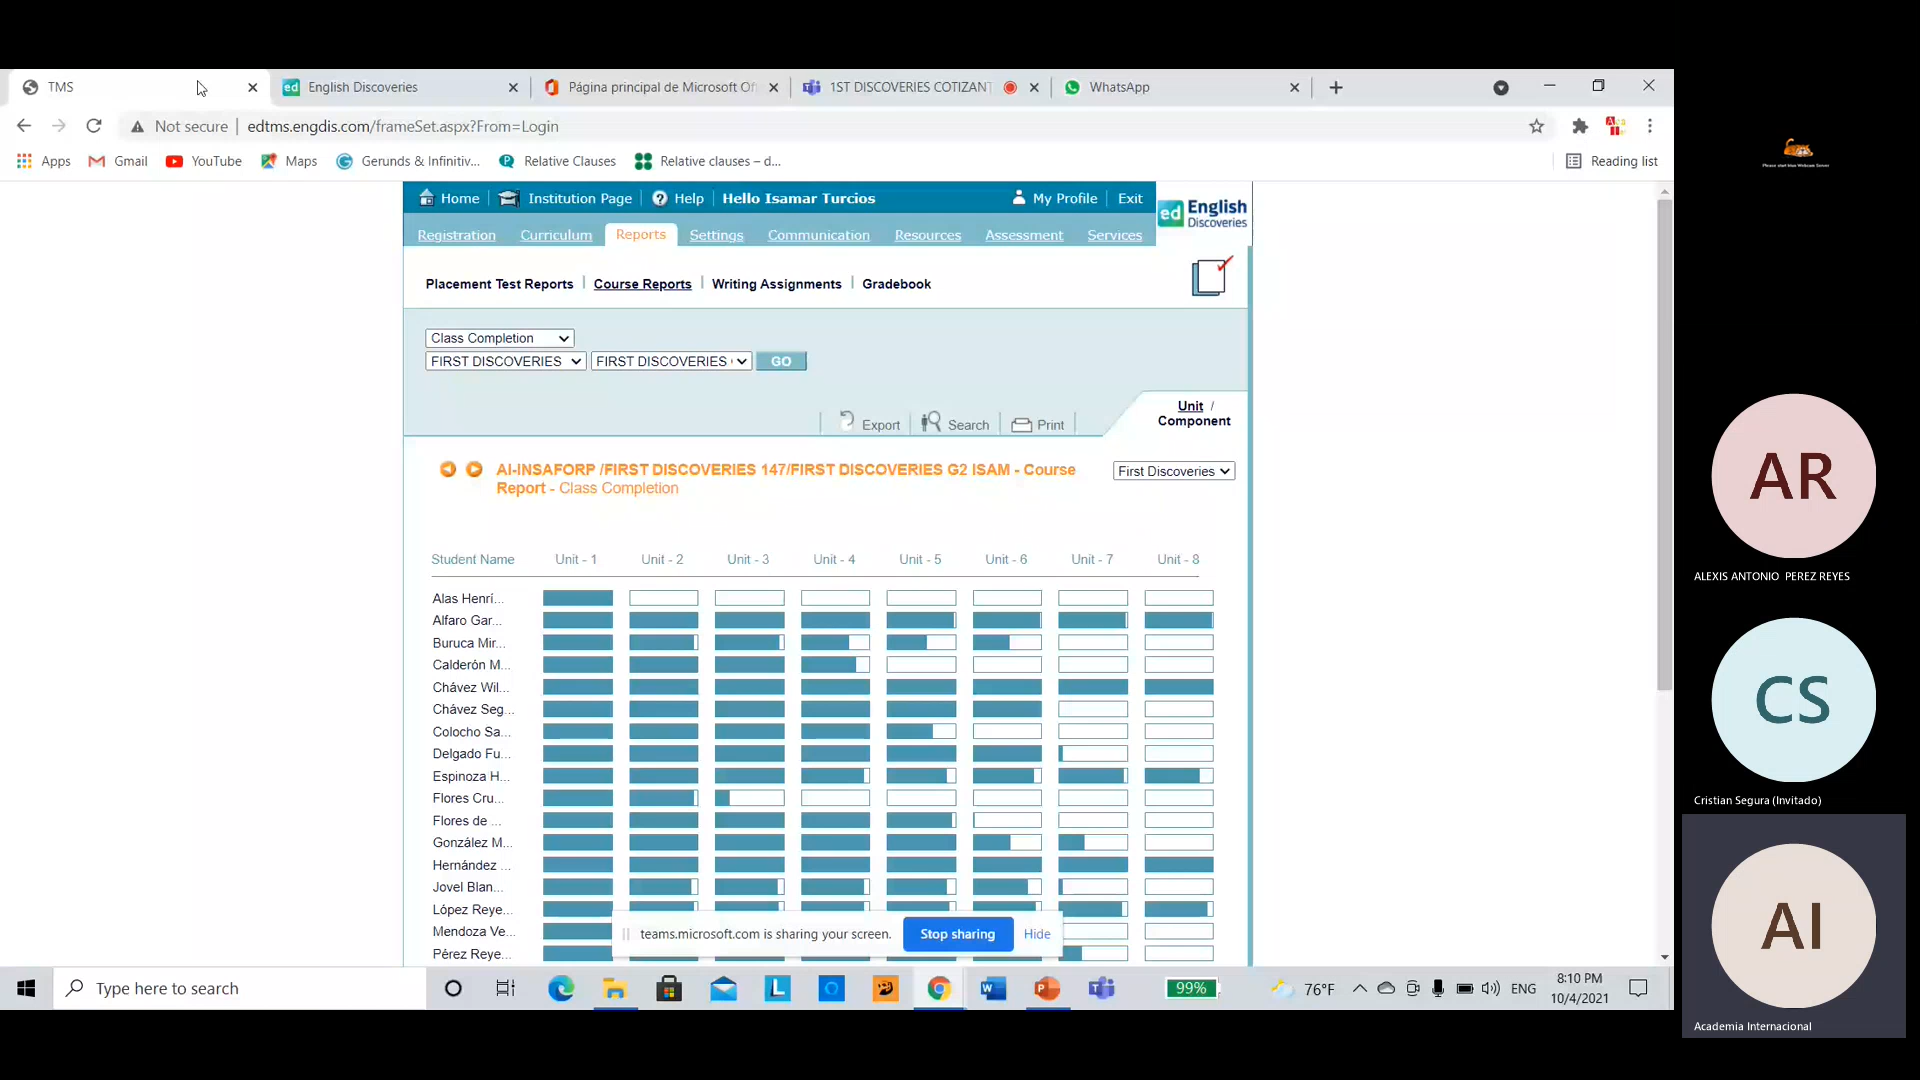 TMS
English Discoveries
Página principal de Microsoft Of
1ST DISCOVERIES COTIZANT
WhatsApp
Not secure | edtms.engdis.com/frameSet.aspx?From=Login
Apps
Gmail
YouTube
Maps
Gerunds & Infinitiv...
Relative Clauses
Relative clauses – d...
Reading list
Home
Institution Page
Help
Hello Isamar Turcios
My Profile
Exit
ed English Discoveries
Registration
Curriculum
Reports
Settings
Communication
Resources
Assessment
Services
Placement Test Reports
Course Reports
Writing Assignments
Gradebook
Class Completion
FIRST DISCOVERIES
FIRST DISCOVERIES
GO
Export
Search
Print
Unit /
Component
AI-INSAFORP /FIRST DISCOVERIES 147/FIRST DISCOVERIES G2 ISAM - Course
Report - Class Completion
First Discoveries
Student Name Unit - 1 Unit - 2 Unit - 3 Unit - 4 Unit - 5 Unit - 6 Unit - 7 Unit - 8
Alas Henrí...
Alfaro Gar...
Buruca Mir...
Calderón M...
Chávez Wil...
Chávez Seg...
Colocho Sa...
Delgado Fu...
Espinoza H...
Flores Cru...
Flores de ...
González M...
Hernández ...
Jovel Blan...
López Reye...
Mendoza Ve...
Pérez Reye...
teams.microsoft.com is sharing your screen.
Stop sharing
Hide
Type here to search
99%
76°F
ENG
8:10 PM
10/4/2021
AR
ALEXIS ANTONIO PEREZ REYES
CS
Cristian Segura (Invitado)
AI
Academia Internacional